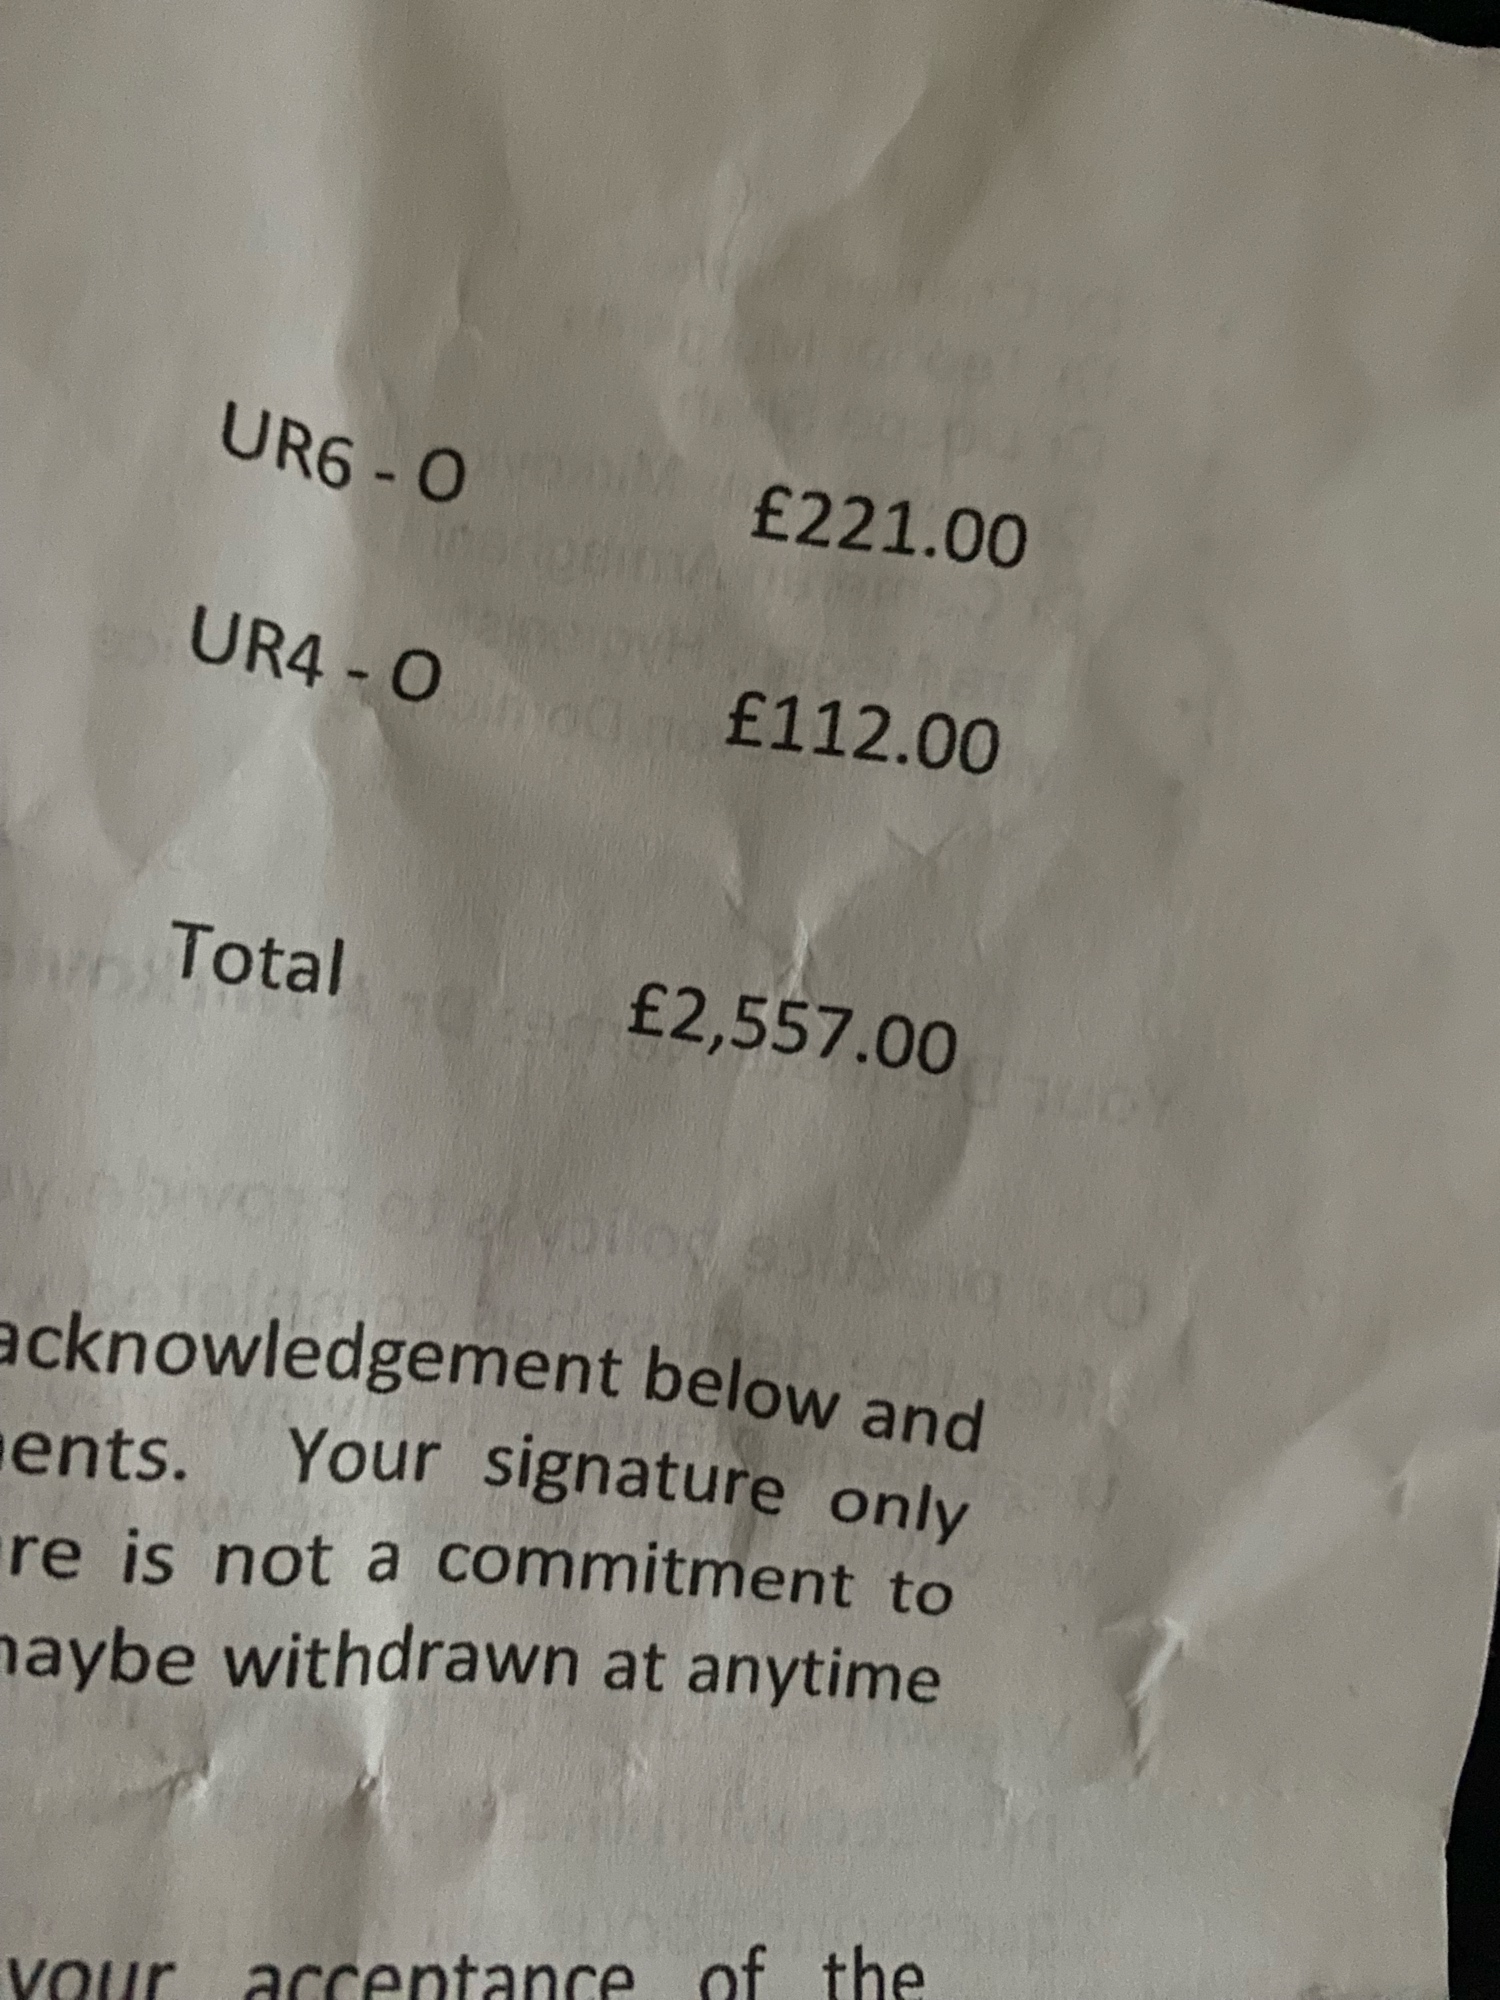 UR6 - O £221.00
UR4 - O £112.00
Total £2,557.00
acknowledgement below and
ents. Your signature only
re is not a commitment to
aybe withdrawn at anytime
your acceptance of the